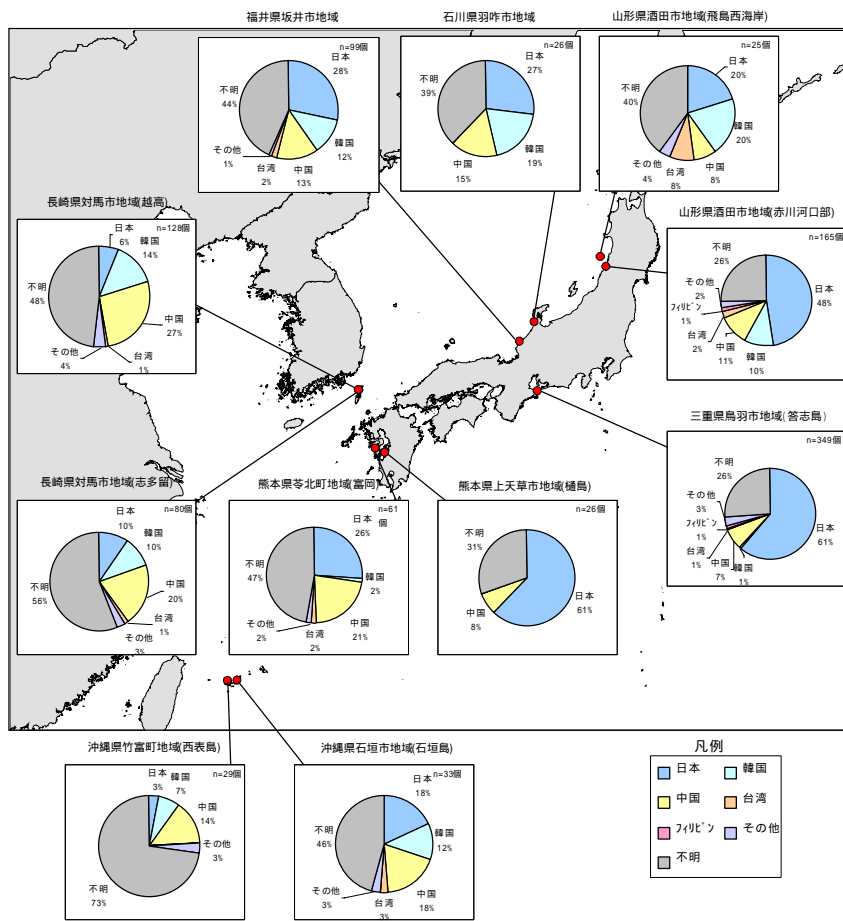 福井県坂井市地域
n=99個
日本
28%
韓国
12%
中国
13%
台湾
2%
その他
1%
不明
44%
石川県羽咋市地域
n=26個
日本
27%
韓国
19%
中国
15%
不明
39%
山形県酒田市地域(飛島西海岸)
n=25個
日本
20%
韓国
20%
中国
8%
台湾
8%
その他
4%
不明
40%
長崎県対馬市地域(越高)
n=128個
日本
6%
韓国
14%
中国
27%
台湾
1%
その他
4%
不明
48%
山形県酒田市地域(赤川河口部)
n=165個
日本
48%
韓国
10%
中国
11%
台湾
2%
フィリピン
1%
その他
2%
不明
26%
三重県鳥羽市地域(答志島)
n=349個
日本
61%
韓国
1%
中国
7%
台湾
1%
フィリピン
1%
その他
3%
不明
26%
長崎県対馬市地域(志多留)
n=80個
日本
10%
韓国
10%
中国
20%
台湾
1%
その他
3%
不明
56%
熊本県苓北町地域(富岡)
n=61
個
日本
26%
韓国
2%
中国
21%
台湾
2%
その他
2%
不明
47%
熊本県上天草市地域(樋島)
n=26個
日本
61%
中国
8%
不明
31%
沖縄県竹富町地域(西表島)
n=29個
日本
3%
韓国
7%
中国
14%
その他
3%
不明
73%
沖縄県石垣市地域(石垣島)
n=33個
日本
18%
韓国
12%
中国
18%
台湾
3%
その他
3%
不明
46%
凡例
日本
韓国
中国
台湾
フィリピン
その他
不明